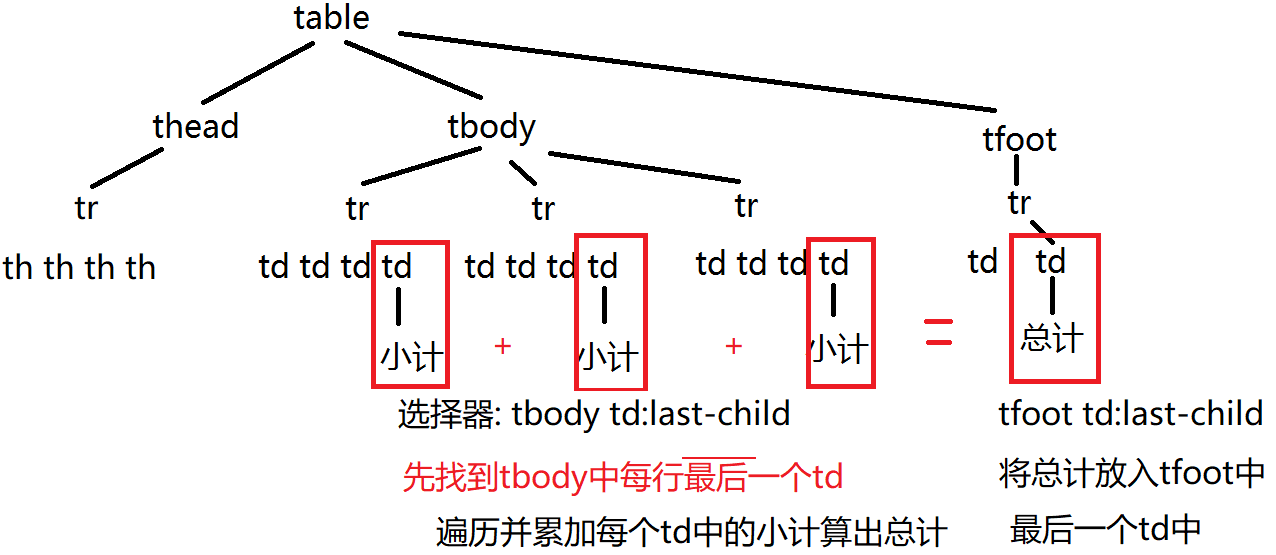 table
thead tbody tfoot
tr tr tr tr tr
th th th th td td td td td td td td td td td td td td
小计 + 小计 + 小计 = 总计
选择器: tbody td:last-child tfoot td:last-child
先找到tbody中每行最后一个td 将总计放入tfoot中
遍历并累加每个td中的小计算出总计 最后一个td中